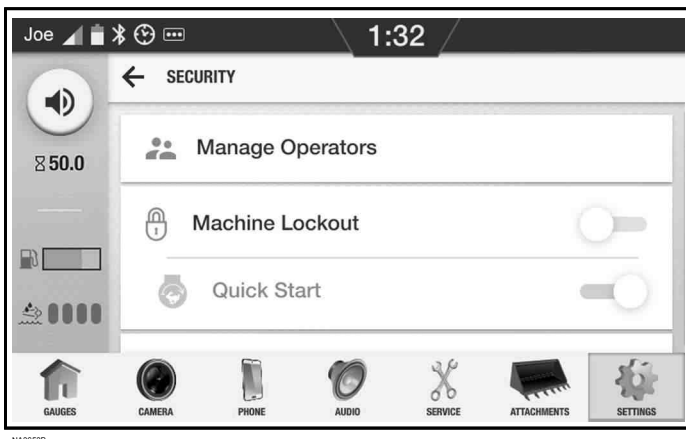 Joe
1:32
SECURITY
50.0
Manage Operators
Machine Lockout
Quick Start
GAUGES
CAMERA
PHONE
AUDIO
SERVICE
ATTACHMENTS
SETTINGS